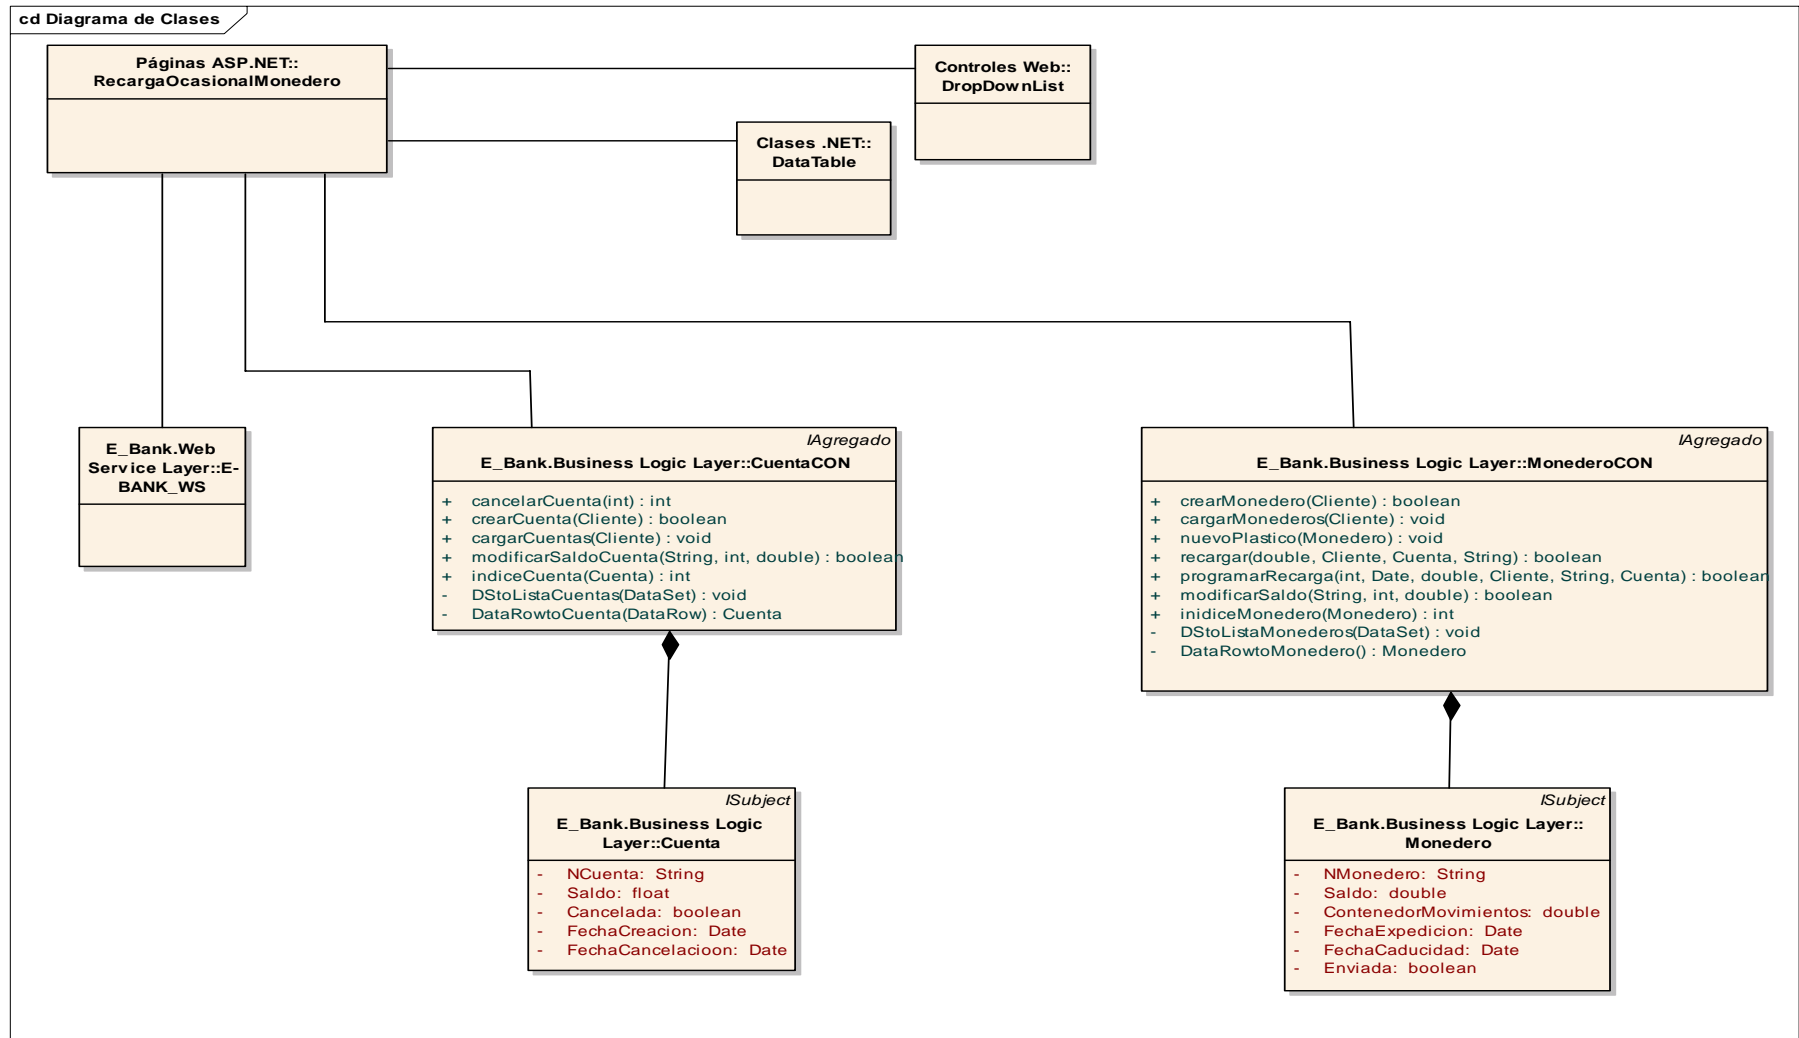 cd Diagrama de Clases
Páginas ASP.NET::
RecargaOcasionalMonedero
Controles Web::
DropDownList
Clases .NET::
DataTable
E_Bank.Web
Service Layer::E-
BANK_WS
IAgregado
E_Bank.Business Logic Layer::CuentaCON
+ cancelarCuenta(int) : int
+ crearCuenta(Cliente) : boolean
+ cargarCuentas(Cliente) : void
+ modificarSaldoCuenta(String, int, double) : boolean
+ indiceCuenta(Cuenta) : int
- DStoListaCuentas(DataSet) : void
- DataRowtoCuenta(DataRow) : Cuenta
IAgregado
E_Bank.Business Logic Layer::MonederoCON
+ crearMonedero(Cliente) : boolean
+ cargarMonederos(Cliente) : void
+ nuevoPlastico(Monedero) : void
+ recargar(double, Cliente, Cuenta, String) : boolean
+ programarRecarga(int, Date, double, Cliente, String, Cuenta) : boolean
+ modificarSaldo(String, int, double) : boolean
+ inidiceMonedero(Monedero) : int
- DStoListaMonederos(DataSet) : void
- DataRowtoMonedero() : Monedero
ISubject
E_Bank.Business Logic
Layer::Cuenta
- NCuenta: String
- Saldo: float
- Cancelada: boolean
- FechaCreacion: Date
- FechaCancelacioon: Date
ISubject
E_Bank.Business Logic Layer::
Monedero
- NMonedero: String
- Saldo: double
- ContenedorMovimientos: double
- FechaExpedicion: Date
- FechaCaducidad: Date
- Enviada: boolean